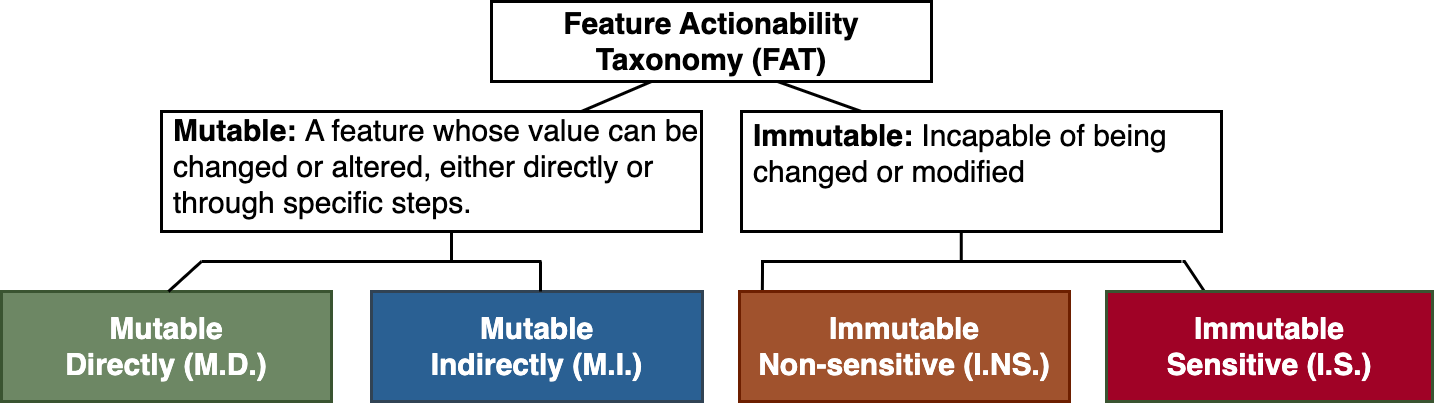 Feature Actionability
Taxonomy (FAT)
Mutable: A feature whose value can be
changed or altered, either directly or
through specific steps.
Immutable: Incapable of being
changed or modified
Mutable
Directly (M.D.)
Mutable
Indirectly (M.I.)
Immutable
Non-sensitive (I.NS.)
Immutable
Sensitive (I.S.)